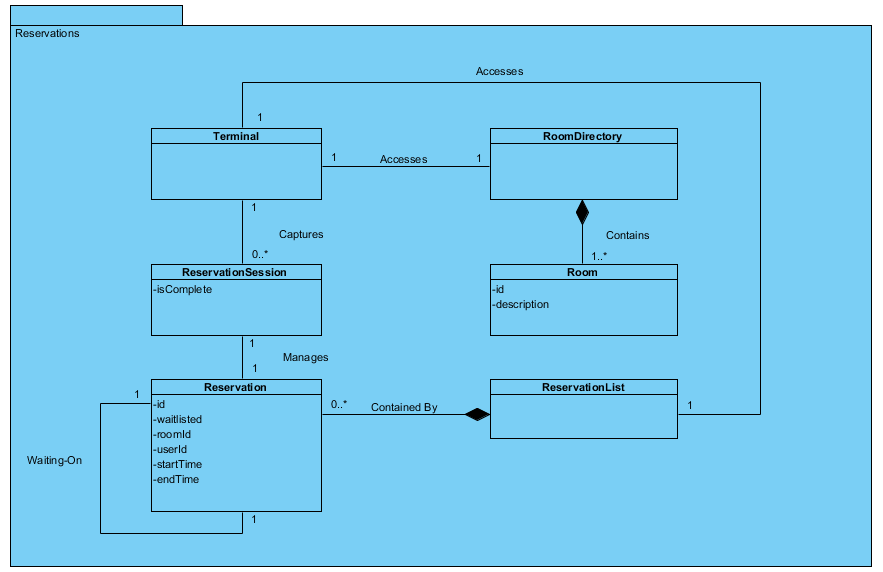 Reservations
Accesses
1
Terminal
RoomDirectory
1
Accesses
1
1
Captures
0..*
Contains
1..*
ReservationSession
-isComplete
Room
-id
-description
1
Manages
1
Reservation
-id
-waitlisted
-roomId
-userId
-startTime
-endTime
1
Waiting-On
1
0..*
Contained By
ReservationList
1